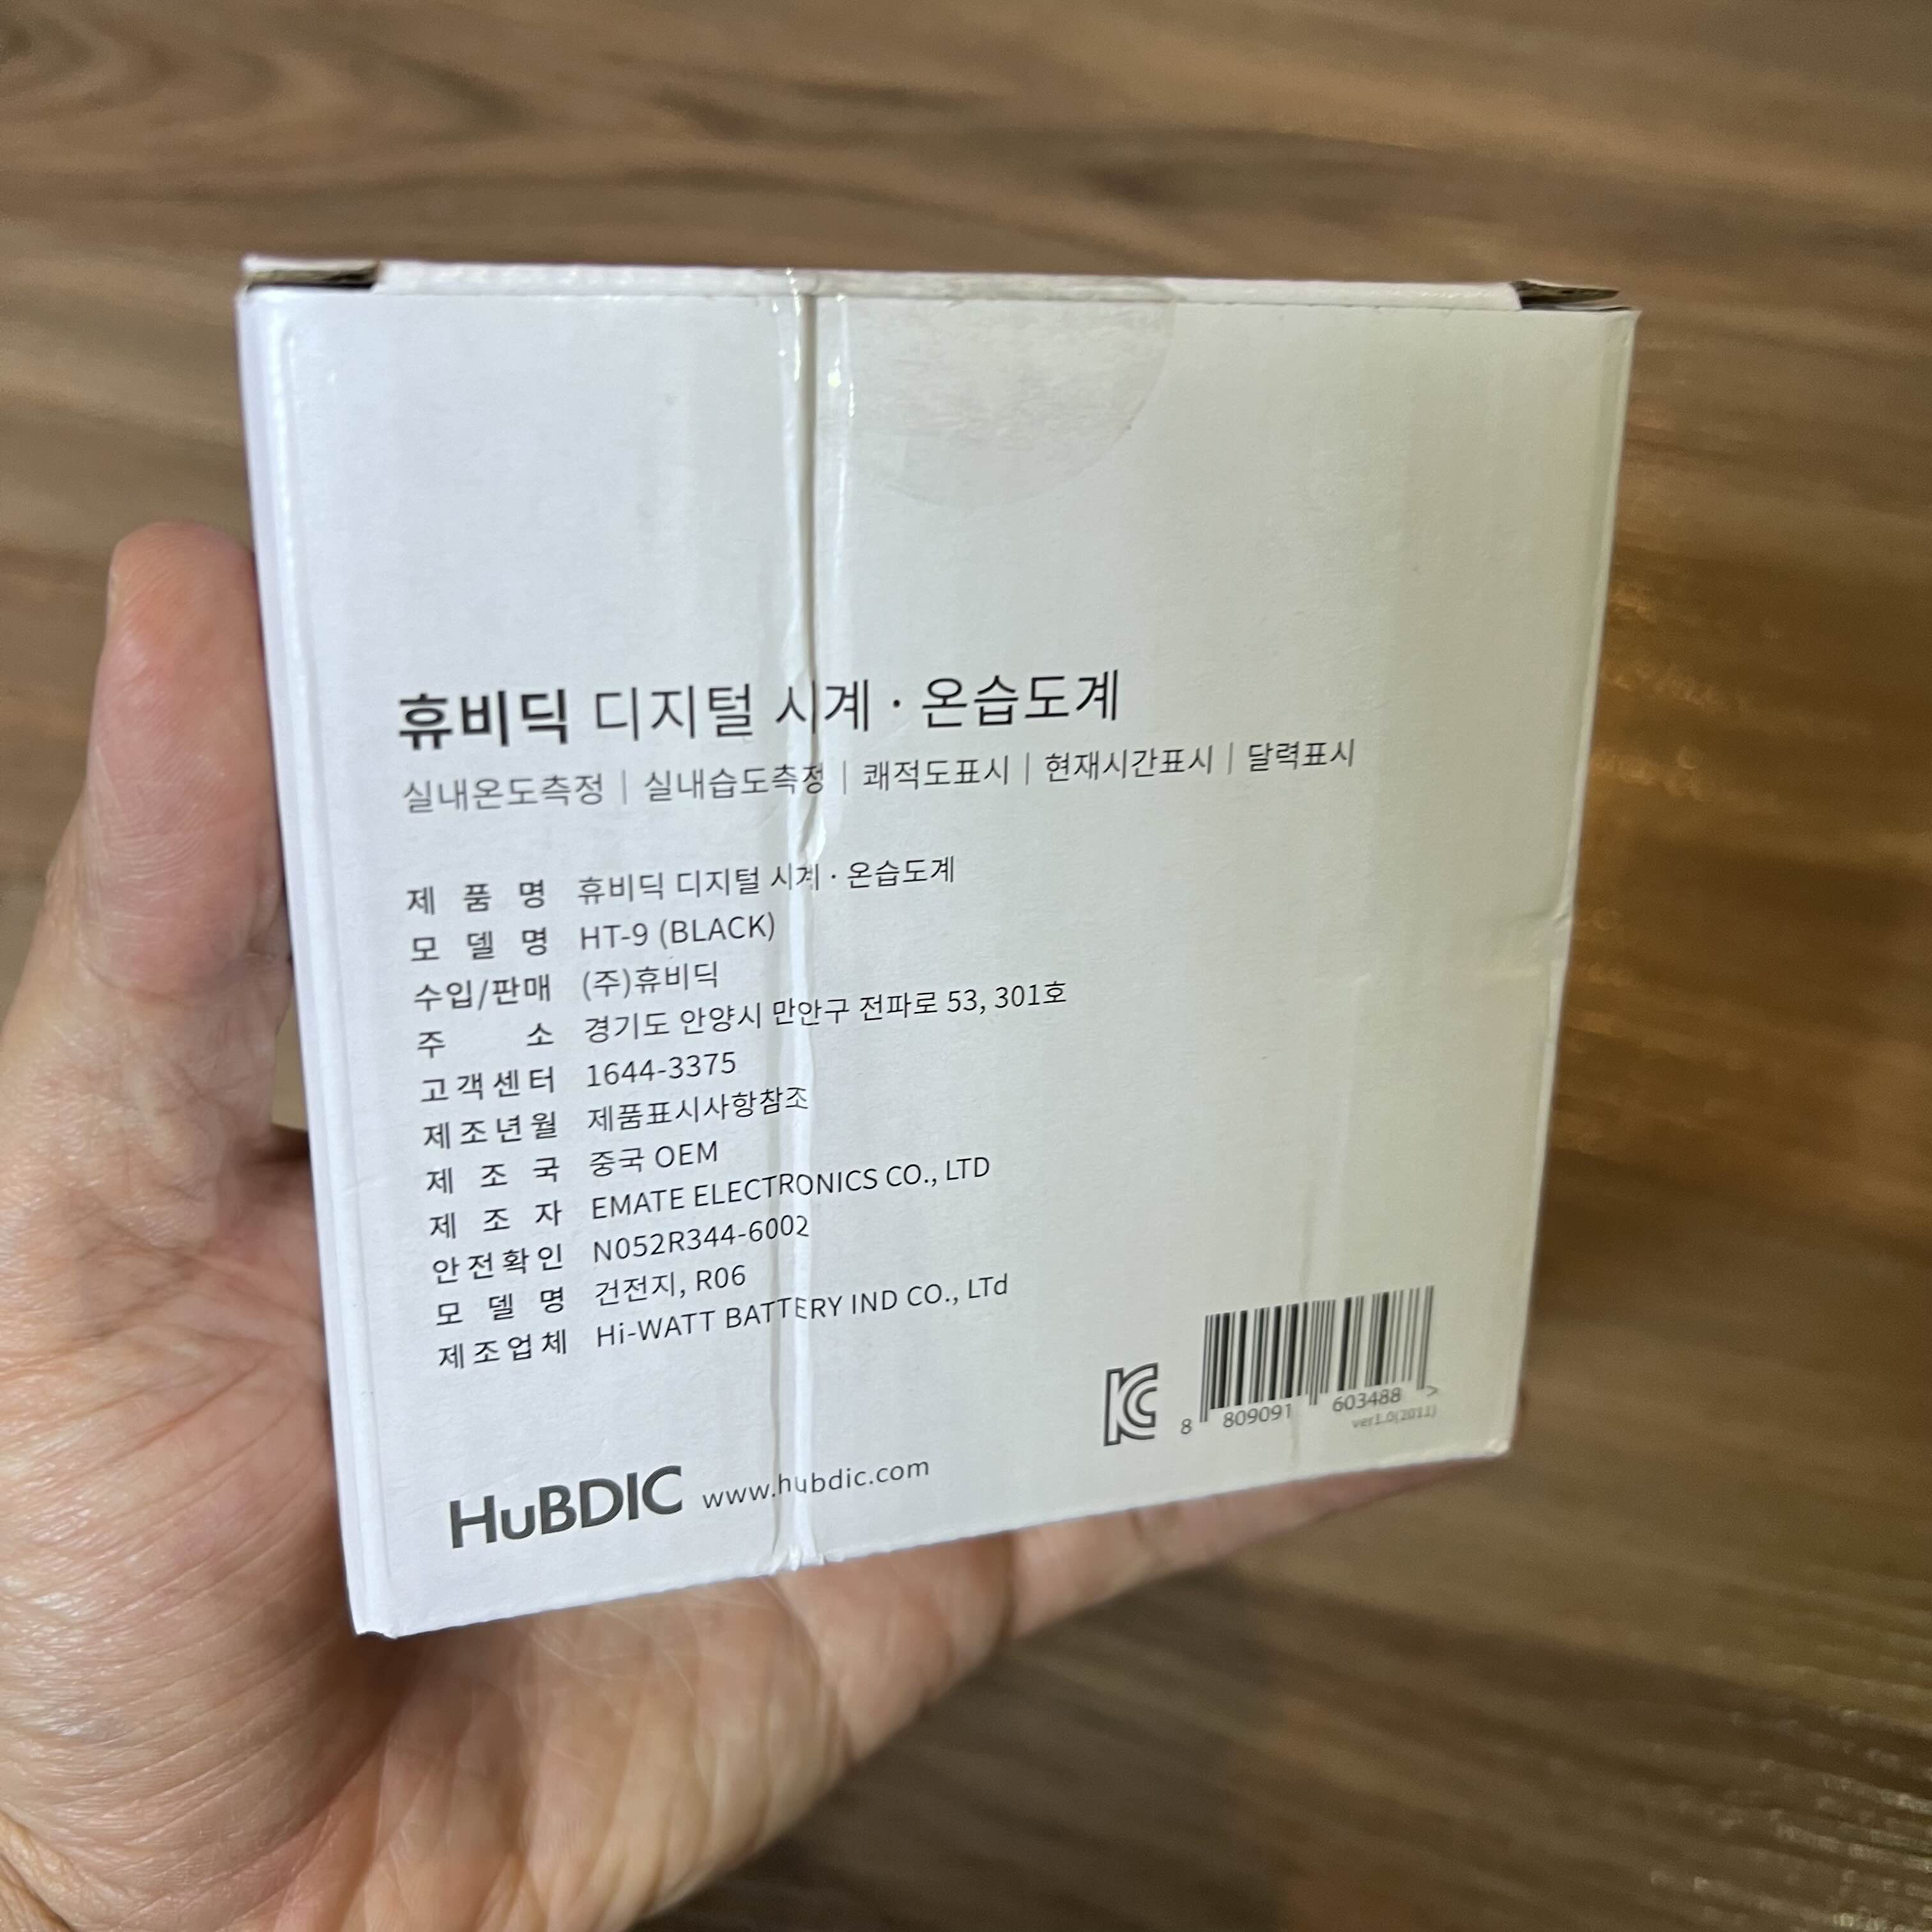 휴비딕 디지털 시계 · 온습도계
실내온도측정 | 실내습도측정 | 쾌적도표시 | 현재시간표시 | 달력표시
제 품 명 휴비딕 디지털 시계 · 온습도계
모 델 명 HT-9 (BLACK)
수입/판매 (주)휴비딕
주 소 경기도 안양시 만안구 전파로 53, 301호
고객센터 1644-3375
제조년월 제품표시사항참조
제 조 국 중국 OEM
제 조 자 EMATE ELECTRONICS CO., LTD
안전확인 N052R344-6002
모 델 명 건전지, R06
제조업체 Hi-WATT BATTERY IND CO., LTd
KC
8 809091 603488 >
ver1.0(2011)
HuBDIC www.hubdic.com